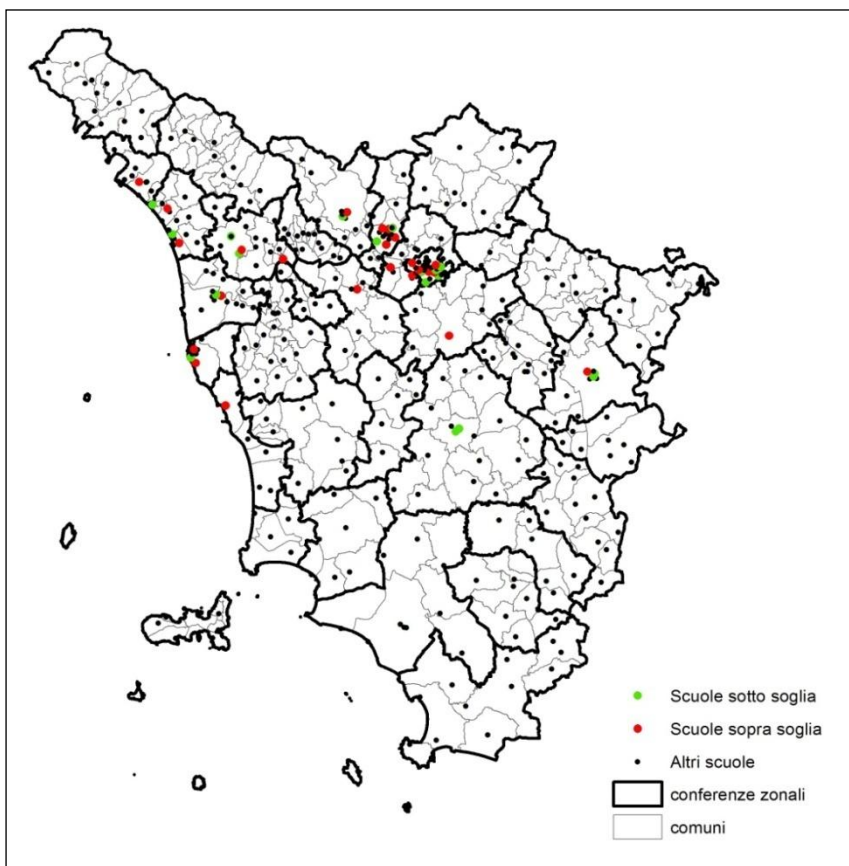 Scuole sotto soglia
Scuole sopra soglia
Altri scuole
conferenze zonali
comuni